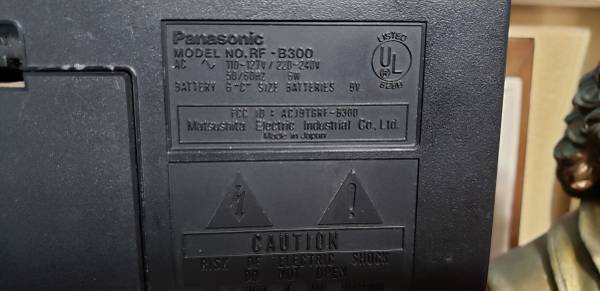 Panasonic
MODEL NO. RF-B300
AC ∿ 110-127V/220-240V
50/60Hz 6W
BATTERY 6-"C" SIZE BATTERIES 9V
FCC ID: ACJ9T6RF-B300
Matsushita Electric Industrial Co., Ltd.
Made in Japan
LISTED
UL
CAUTION
RISK OF ELECTRIC SHOCK
DO NOT OPEN